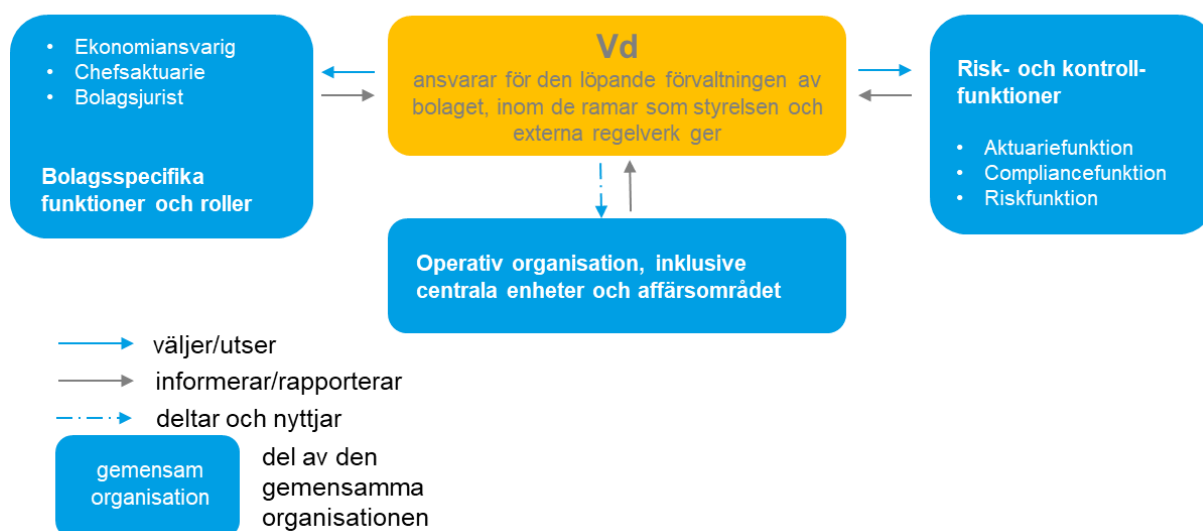 • Ekonomiansvarig
• Chefsaktuarie
• Bolagsjurist
Bolagsspecifika
funktioner och roller
Vd
ansvarar för den löpande förvaltningen av
bolaget, inom de ramar som styrelsen och
externa regelverk ger
Risk- och kontroll-
funktioner
• Aktuariefunktion
• Compliancefunktion
• Riskfunktion
Operativ organisation, inklusive
centrala enheter och affärsområdet
väljer/utser
informerar/rapporterar
deltar och nyttjar
gemensam
organisation
del av den
gemensamma
organisationen